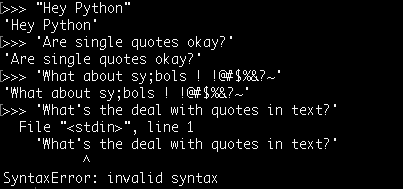 [>>> "Hey Python"
'Hey Python'
[>>> 'Are single quotes okay?'
'Are single quotes okay?'
[>>> 'What about sy;bols ! !@#$%&?~'
'What about sy;bols ! !@#$%&?~'
[>>> 'What's the deal with quotes in text?'
  File "<stdin>", line 1
    'What's the deal with quotes in text?'
          ^
SyntaxError: invalid syntax